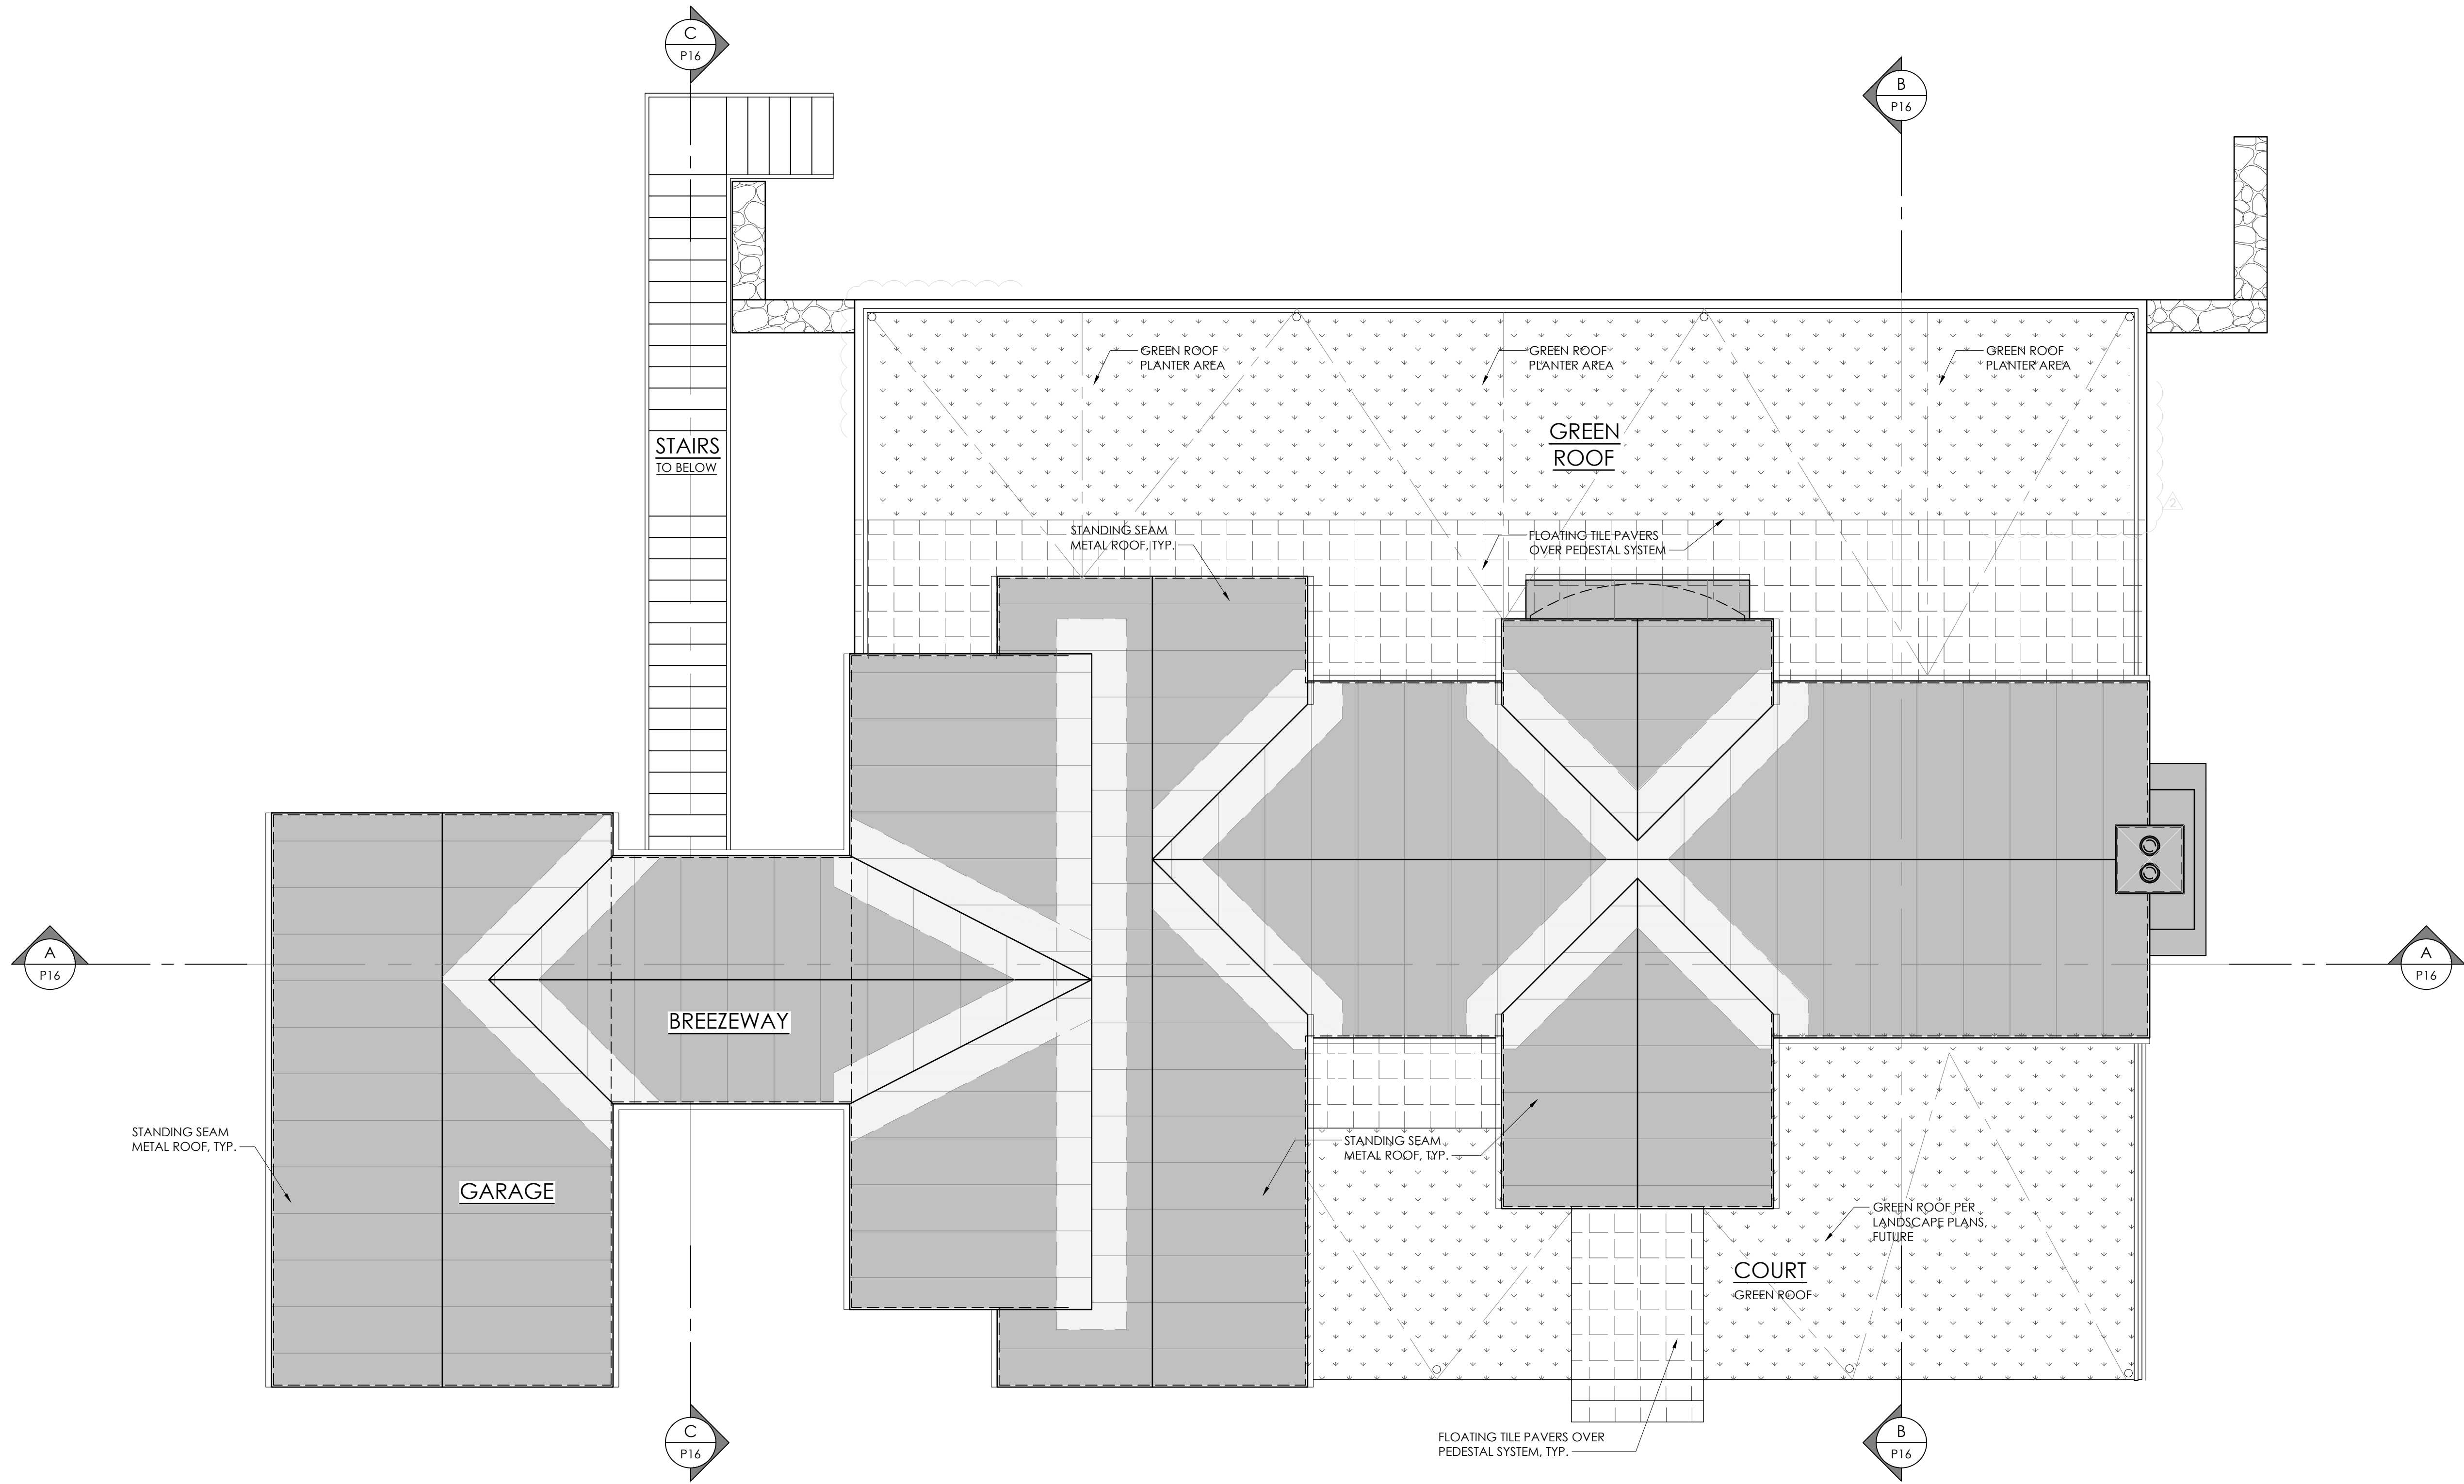 C
P16
B
P16
GREEN ROOF
PLANTER AREA
GREEN ROOF
PLANTER AREA
GREEN ROOF
PLANTER AREA
STAIRS
TO BELOW
GREEN
ROOF
2
STANDING SEAM
METAL ROOF, TYP.
FLOATING TILE PAVERS
OVER PEDESTAL SYSTEM
A
P16
A
P16
BREEZEWAY
STANDING SEAM
METAL ROOF, TYP.
STANDING SEAM
METAL ROOF, TYP.
GARAGE
GREEN ROOF PER
LANDSCAPE PLANS,
FUTURE
COURT
GREEN ROOF
C
P16
FLOATING TILE PAVERS OVER
PEDESTAL SYSTEM, TYP.
B
P16